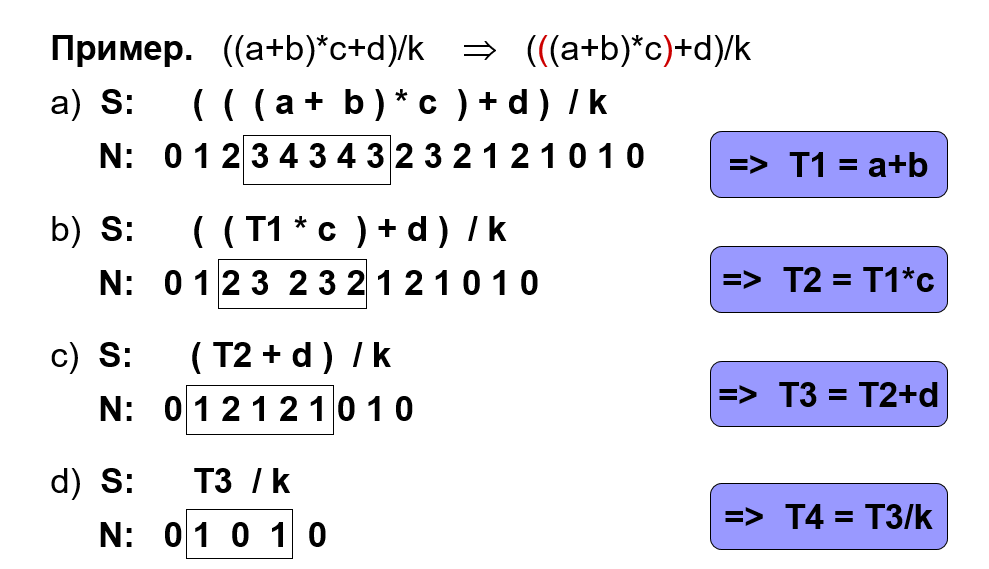 Пример. ((a+b)*c+d)/k ⇒ (((a+b)*c)+d)/k
a) S: ( ( ( a + b ) * c ) + d ) / k
N: 0 1 2 3 4 3 4 3 2 3 2 1 2 1 0 1 0
=> T1 = a+b
b) S: ( ( T1 * c ) + d ) / k
N: 0 1 2 3 2 3 2 1 2 1 0 1 0
=> T2 = T1*c
c) S: ( T2 + d ) / k
N: 0 1 2 1 2 1 0 1 0
=> T3 = T2+d
d) S: T3 / k
N: 0 1 0 1 0
=> T4 = T3/k